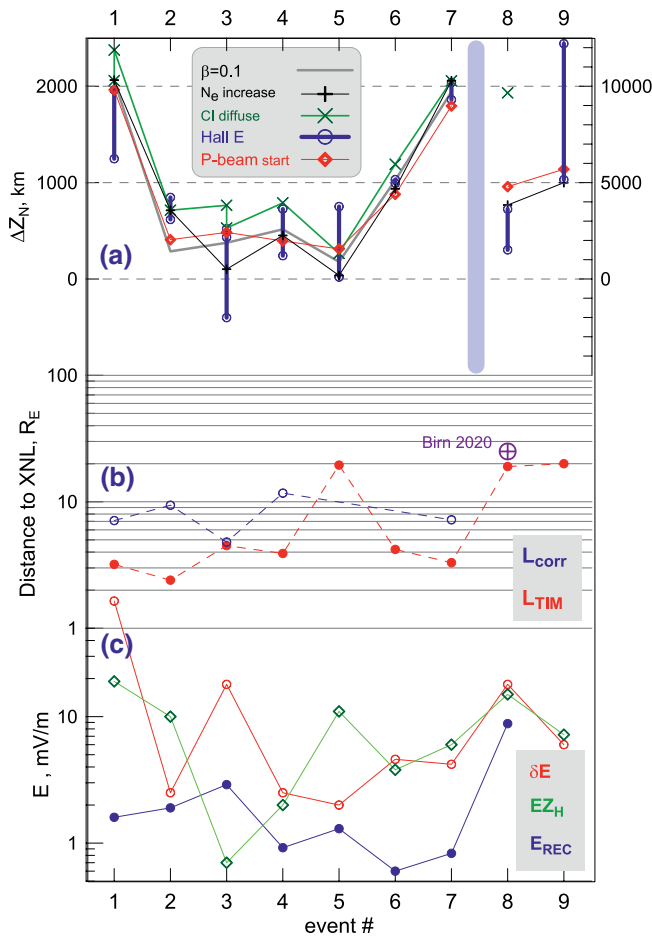 1 2 3 4 5 6 7 8 9
β=0.1
Ne increase
CI diffuse
Hall E
P-beam start
2000
1000
0
10000
5000
0
ΔZN, km
(a)
100
10
1
Distance to XNL, RE
Birn 2020
(b)
Lcorr
LTIM
(c)
10
1
E , mV/m
δE
EZH
EREC
1 2 3 4 5 6 7 8 9
event #